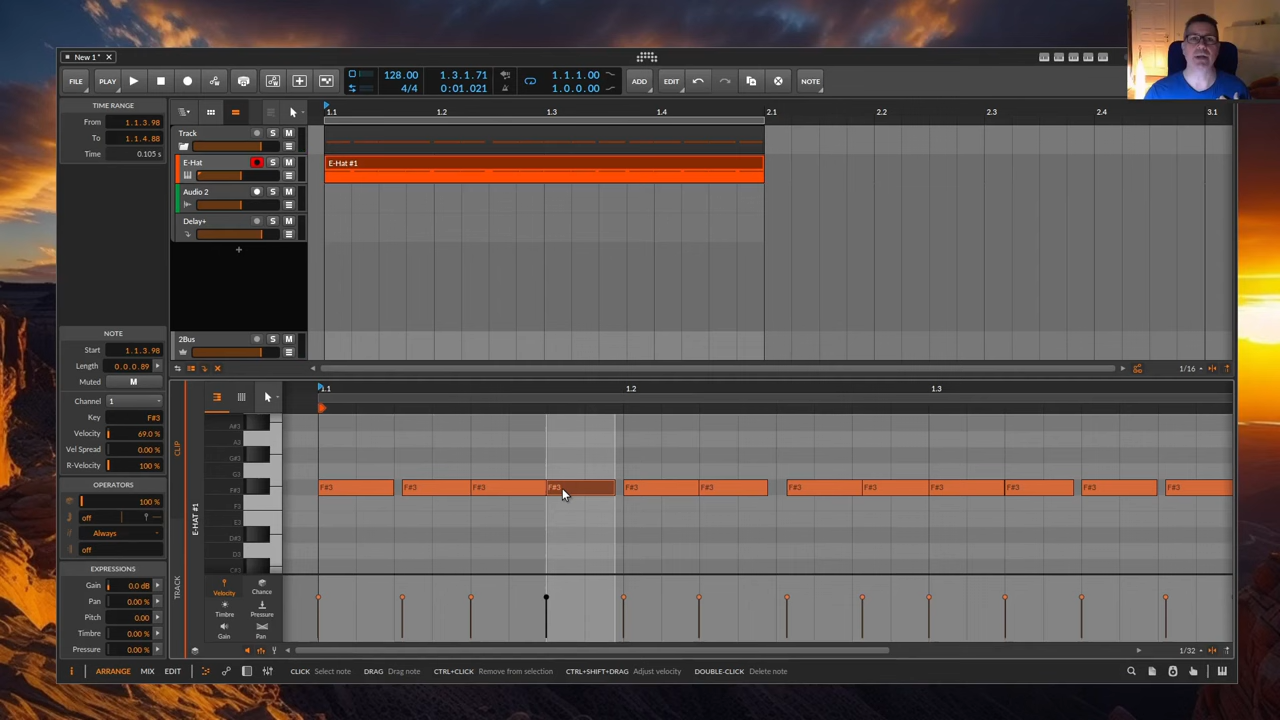 New 1 *
FILE
PLAY
128.00
4/4
1.3.1.71
0:01.021
1.1.1.00
1.0.0.00
ADD
EDIT
NOTE
TIME RANGE
From 1.1.3.98
To 1.1.4.88
Time 0.105 s
1.1 1.2 1.3 1.4 2.1 2.2 2.3 2.4 3.1
Track S M
E-Hat S M
E-Hat #1
Audio 2 S M
Delay+ S M
+
2Bus S M
1/16
NOTE
Start 1.1.3.98
Length 0.0.0.89
Muted M
Channel 1
Key F#3
Velocity 69.0 %
Vel Spread 0.00 %
R-Velocity 100 %
OPERATORS
100 %
off
Always
off
EXPRESSIONS
Gain 0.0 dB
Pan 0.00 %
Pitch 0.00
Timbre 0.00 %
Pressure 0.00 %
CLIP
TRACK
E-HAT #1
1.1 1.2 1.3
A#3
A3
G#3
G3
F#3
F3
E3
D#3
D3
C#3
F#3 F#3 F#3 F#3 F#3 F#3 F#3 F#3 F#3 F#3 F#3 F#3
Velocity Chance
Timbre Pressure
Gain Pan
1/32
i ARRANGE MIX EDIT
CLICK Select note DRAG Drag note CTRL+CLICK Remove from selection CTRL+SHIFT+DRAG Adjust velocity DOUBLE-CLICK Delete note